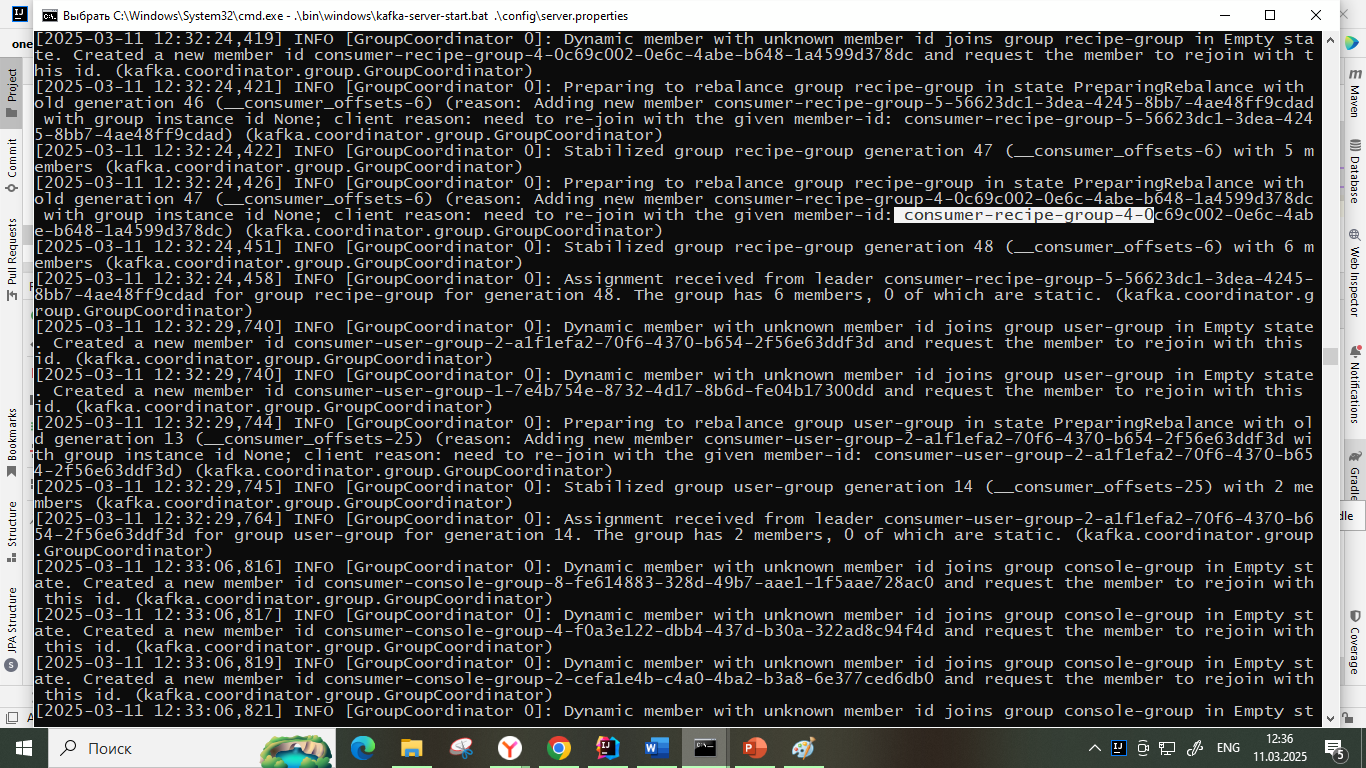 Выбрать C:\Windows\System32\cmd.exe - .\bin\windows\kafka-server-start.bat .\config\server.properties
one
[2025-03-11 12:32:24,419] INFO [GroupCoordinator 0]: Dynamic member with unknown member id joins group recipe-group in Empty sta
te. Created a new member id consumer-recipe-group-4-0c69c002-0e6c-4abe-b648-1a4599d378dc and request the member to rejoin with t
his id. (kafka.coordinator.group.GroupCoordinator)
[2025-03-11 12:32:24,421] INFO [GroupCoordinator 0]: Preparing to rebalance group recipe-group in state PreparingRebalance with
old generation 46 (__consumer_offsets-6) (reason: Adding new member consumer-recipe-group-5-56623dc1-3dea-4245-8bb7-4ae48ff9cdad
with group instance id None; client reason: need to re-join with the given member-id: consumer-recipe-group-5-56623dc1-3dea-424
5-8bb7-4ae48ff9cdad) (kafka.coordinator.group.GroupCoordinator)
[2025-03-11 12:32:24,422] INFO [GroupCoordinator 0]: Stabilized group recipe-group generation 47 (__consumer_offsets-6) with 5 m
embers (kafka.coordinator.group.GroupCoordinator)
[2025-03-11 12:32:24,426] INFO [GroupCoordinator 0]: Preparing to rebalance group recipe-group in state PreparingRebalance with
old generation 47 (__consumer_offsets-6) (reason: Adding new member consumer-recipe-group-4-0c69c002-0e6c-4abe-b648-1a4599d378dc
with group instance id None; client reason: need to re-join with the given member-id: consumer-recipe-group-4-0c69c002-0e6c-4ab
e-b648-1a4599d378dc) (kafka.coordinator.group.GroupCoordinator)
[2025-03-11 12:32:24,451] INFO [GroupCoordinator 0]: Stabilized group recipe-group generation 48 (__consumer_offsets-6) with 6 m
embers (kafka.coordinator.group.GroupCoordinator)
[2025-03-11 12:32:24,458] INFO [GroupCoordinator 0]: Assignment received from leader consumer-recipe-group-5-56623dc1-3dea-4245-
8bb7-4ae48ff9cdad for group recipe-group for generation 48. The group has 6 members, 0 of which are static. (kafka.coordinator.g
roup.GroupCoordinator)
[2025-03-11 12:32:29,740] INFO [GroupCoordinator 0]: Dynamic member with unknown member id joins group user-group in Empty state
. Created a new member id consumer-user-group-2-a1f1efa2-70f6-4370-b654-2f56e63ddf3d and request the member to rejoin with this
id. (kafka.coordinator.group.GroupCoordinator)
[2025-03-11 12:32:29,740] INFO [GroupCoordinator 0]: Dynamic member with unknown member id joins group user-group in Empty state
. Created a new member id consumer-user-group-1-7e4b754e-8732-4d17-8b6d-fe04b17300dd and request the member to rejoin with this
id. (kafka.coordinator.group.GroupCoordinator)
[2025-03-11 12:32:29,744] INFO [GroupCoordinator 0]: Preparing to rebalance group user-group in state PreparingRebalance with ol
d generation 13 (__consumer_offsets-25) (reason: Adding new member consumer-user-group-2-a1f1efa2-70f6-4370-b654-2f56e63ddf3d wi
th group instance id None; client reason: need to re-join with the given member-id: consumer-user-group-2-a1f1efa2-70f6-4370-b65
4-2f56e63ddf3d) (kafka.coordinator.group.GroupCoordinator)
[2025-03-11 12:32:29,745] INFO [GroupCoordinator 0]: Stabilized group user-group generation 14 (__consumer_offsets-25) with 2 me
mbers (kafka.coordinator.group.GroupCoordinator)
[2025-03-11 12:32:29,764] INFO [GroupCoordinator 0]: Assignment received from leader consumer-user-group-2-a1f1efa2-70f6-4370-b6
54-2f56e63ddf3d for group user-group for generation 14. The group has 2 members, 0 of which are static. (kafka.coordinator.group
.GroupCoordinator)
[2025-03-11 12:33:06,816] INFO [GroupCoordinator 0]: Dynamic member with unknown member id joins group console-group in Empty st
ate. Created a new member id consumer-console-group-8-fe614883-328d-49b7-aae1-1f5aae728ac0 and request the member to rejoin with
this id. (kafka.coordinator.group.GroupCoordinator)
[2025-03-11 12:33:06,817] INFO [GroupCoordinator 0]: Dynamic member with unknown member id joins group console-group in Empty st
ate. Created a new member id consumer-console-group-4-f0a3e122-dbb4-437d-b30a-322ad8c94f4d and request the member to rejoin with
this id. (kafka.coordinator.group.GroupCoordinator)
[2025-03-11 12:33:06,819] INFO [GroupCoordinator 0]: Dynamic member with unknown member id joins group console-group in Empty st
ate. Created a new member id consumer-console-group-2-cefa1e4b-c4a0-4ba2-b3a8-6e377ced6db0 and request the member to rejoin with
this id. (kafka.coordinator.group.GroupCoordinator)
[2025-03-11 12:33:06,821] INFO [GroupCoordinator 0]: Dynamic member with unknown member id joins group console-group in Empty st
Project
Commit
Pull Requests
Bookmarks
Structure
JPA Structure
Maven
Database
Web Inspector
Notifications
Gradle
dle
Coverage
Поиск
ENG
12:36
11.03.2025
5